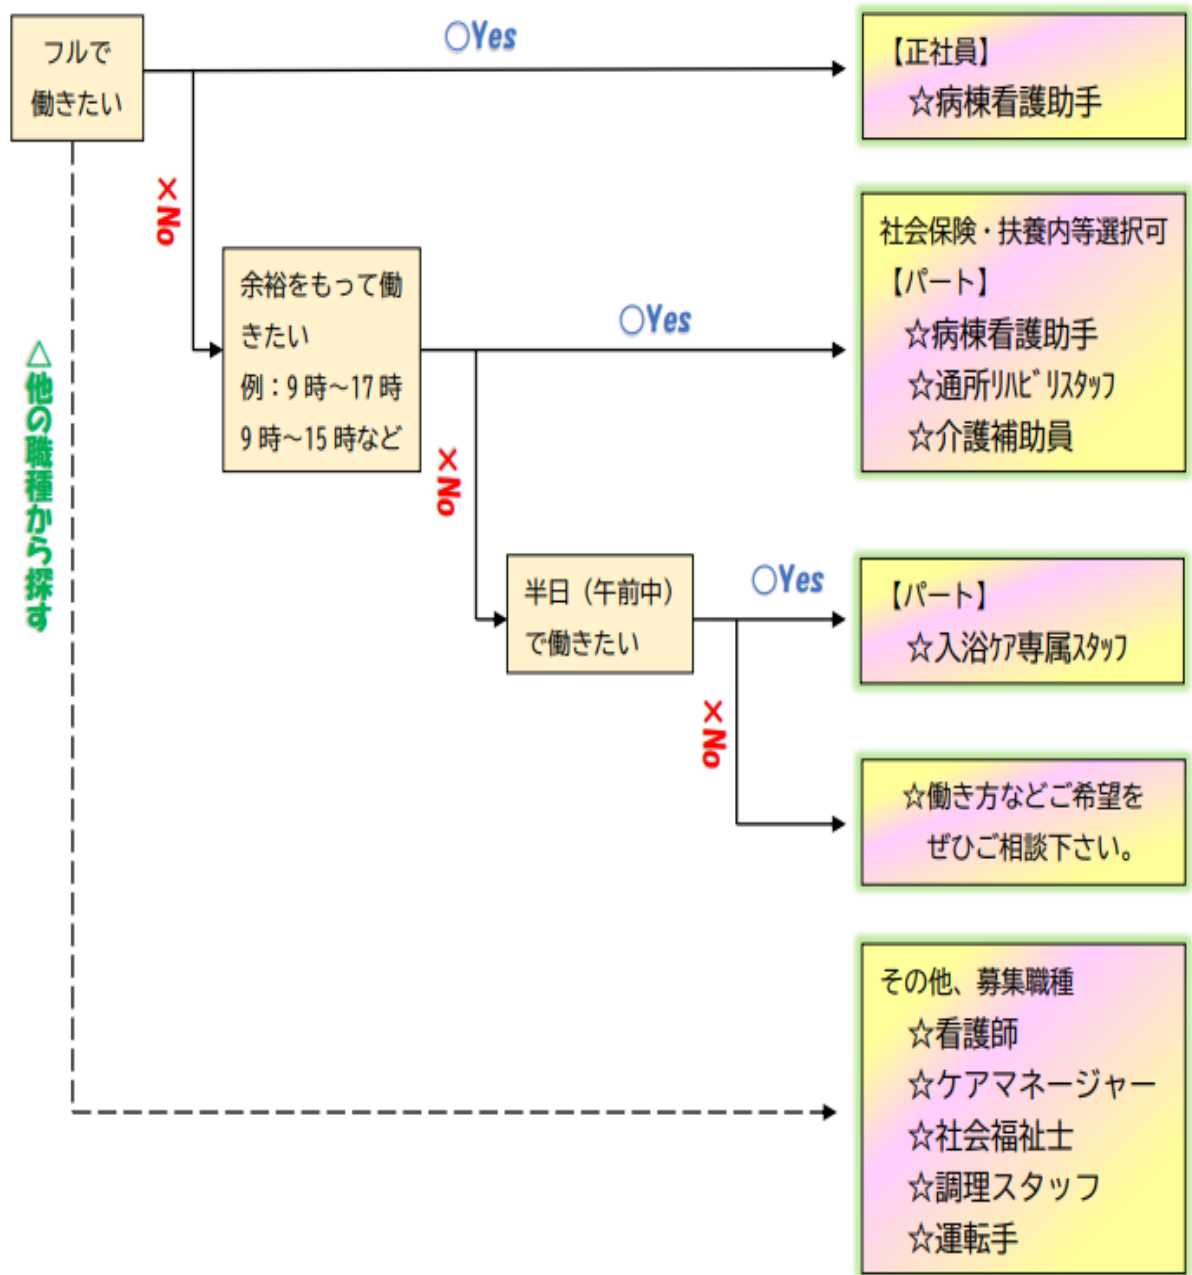 フルで
働きたい
○Yes
【正社員】
☆病棟看護助手
×No
余裕をもって働
きたい
例：9時～17時
9時～15時など
○Yes
社会保険・扶養内等選択可
【パート】
☆病棟看護助手
☆通所ﾘﾊﾋﾞﾘｽﾀｯﾌ
☆介護補助員
×No
半日（午前中）
で働きたい
○Yes
【パート】
☆入浴ｹｱ専属ｽﾀｯﾌ
×No
☆働き方などご希望を
ぜひご相談下さい。
△他の職種から探す
その他、募集職種
☆看護師
☆ケアマネージャー
☆社会福祉士
☆調理スタッフ
☆運転手